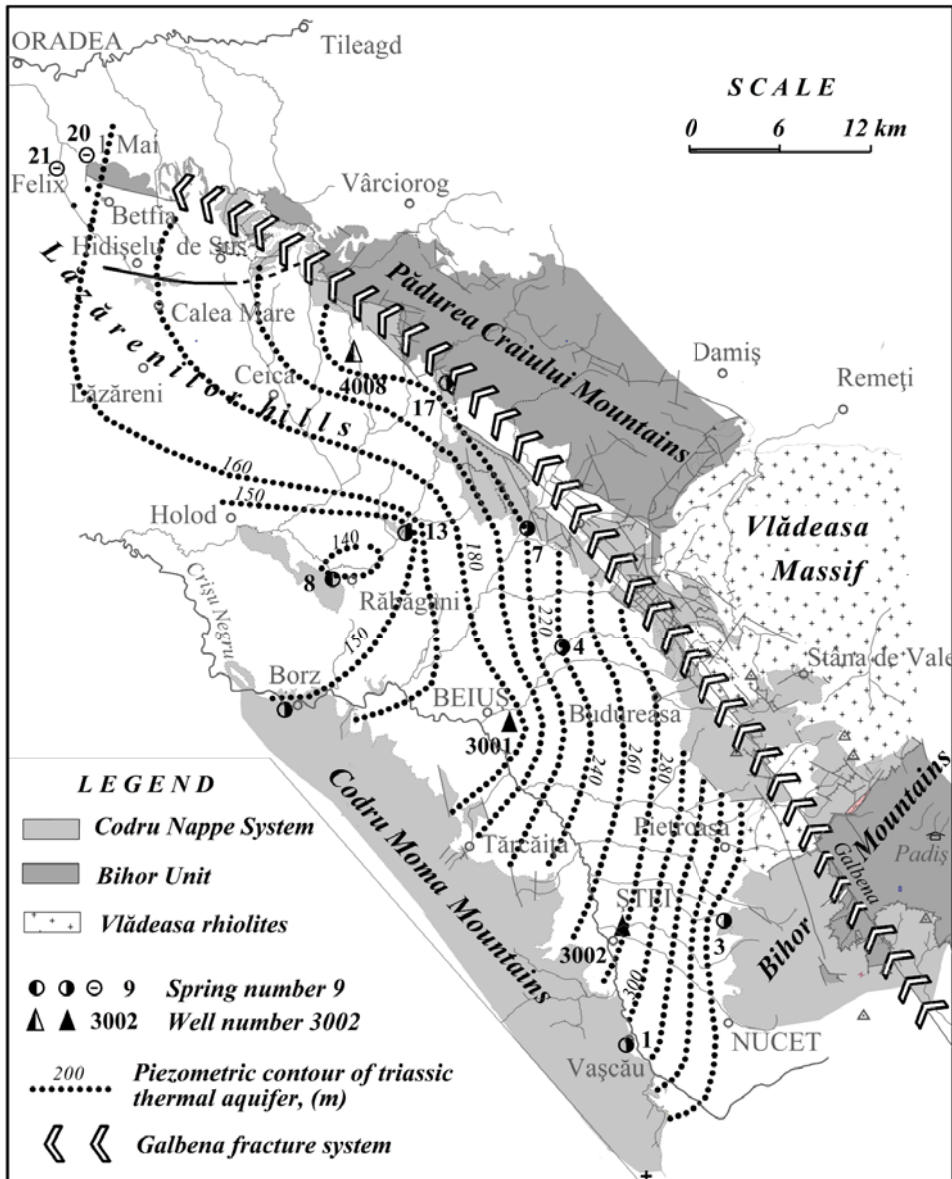 ORADEA
Tileagd
SCALE
0 6 12 km
20
1 Mai
21
Felix
Vârciorog
Betfia
Hidişelu de Sus
Lazărenilor hills
Pădurea Craiului Mountains
Calea Mare
Damiş
Remeţi
4008
Lăzăreni
Ceica
17
160
150
Holod
13
Vlădeasa
Massif
140
180
7
8
Răbăguni
Crişu Negru
220
150
4
Stâna de Vale
Borz
BEIUŞ
Budureasa
3001
260
280
240
LEGEND
Codru Nappe System
Bihor Unit
Vlădeasa rhiolites
9 Spring number 9
3002 Well number 3002
200 Piezometric contour of triassic
thermal aquifer, (m)
Galbena fracture system
Codru Moma Mountains
Tărcăiţa
Pietroasa
Galbena
Bihor Mountains
Padiş
ŞTEI
3
3002
300
1
NUCET
Vaşcău